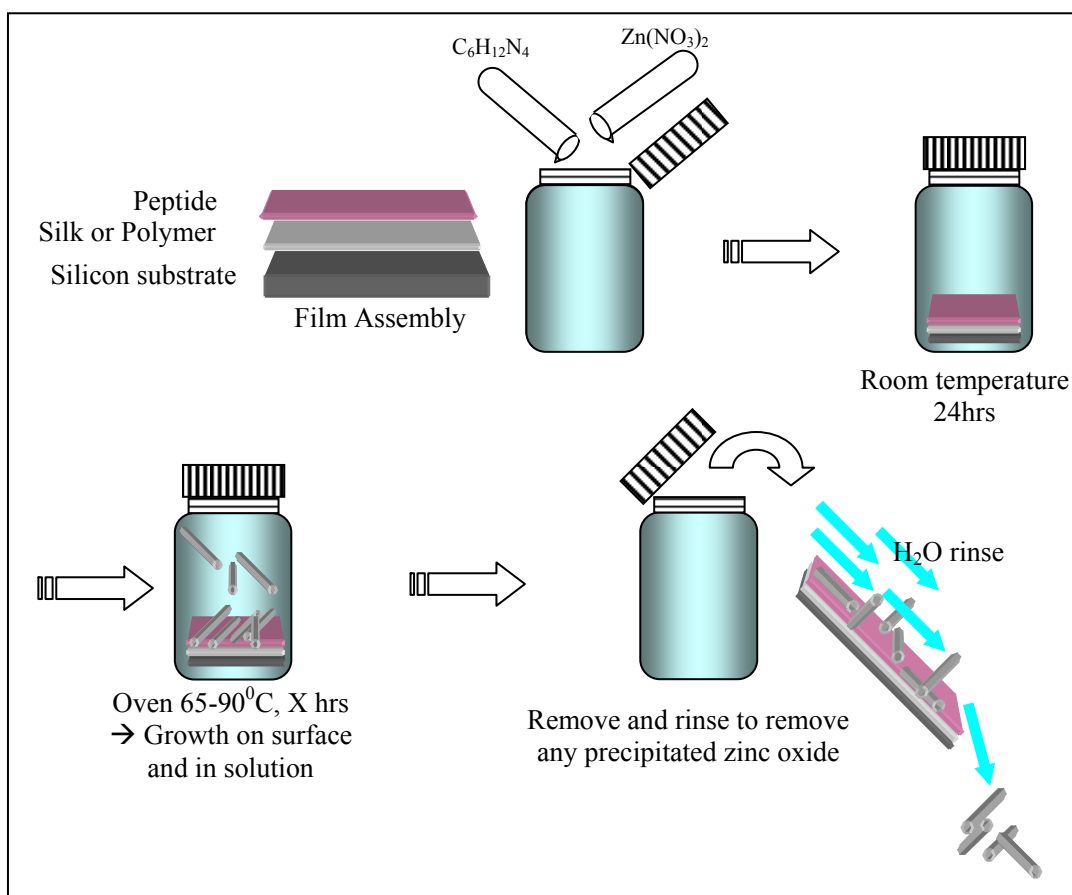 C₆H₁₂N₄
Zn(NO₃)₂
Peptide
Silk or Polymer
Silicon substrate
Film Assembly
Room temperature
24hrs
Oven 65-90⁰C, X hrs
→ Growth on surface
and in solution
H₂O rinse
Remove and rinse to remove
any precipitated zinc oxide